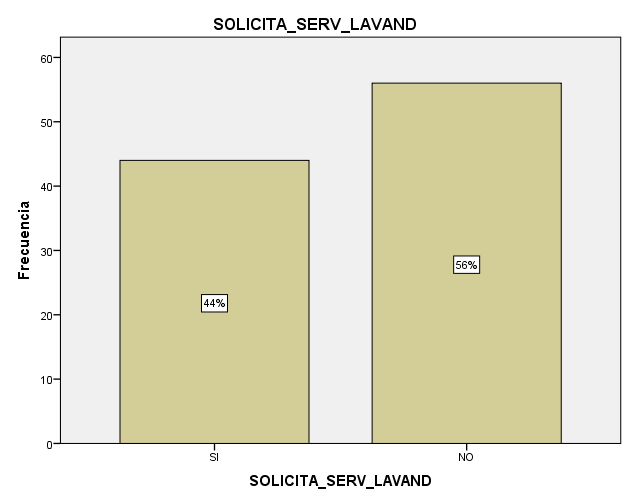 SOLICITA_SERV_LAVAND
60
50
40
30
20
10
0
Frecuencia
44%
56%
SI
NO
SOLICITA_SERV_LAVAND